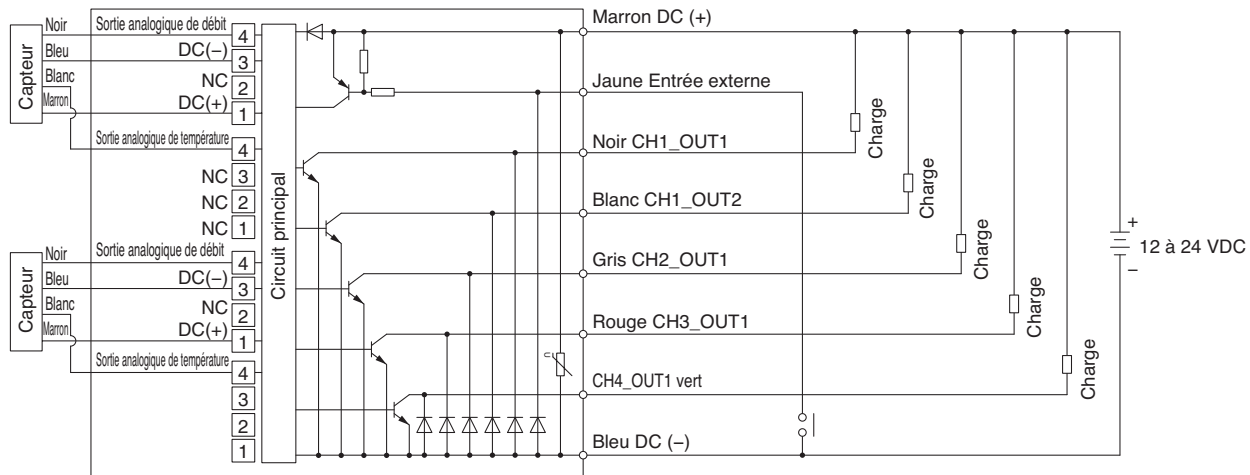 Marron DC (+)
Noir
Sortie analogique de débit
4
Bleu
DC(−)
3
Blanc
NC
2
Marron
DC(+)
1
Capteur
Sortie analogique de température
4
NC
3
NC
2
NC
1
Noir
Sortie analogique de débit
4
Bleu
DC(−)
3
Blanc
NC
2
Marron
DC(+)
1
Capteur
Sortie analogique de température
4
3
2
1
Circuit principal
Jaune Entrée externe
Noir CH1_OUT1
Blanc CH1_OUT2
Gris CH2_OUT1
Rouge CH3_OUT1
CH4_OUT1 vert
Bleu DC (−)
Charge
Charge
Charge
Charge
Charge
+
12 à 24 VDC
−